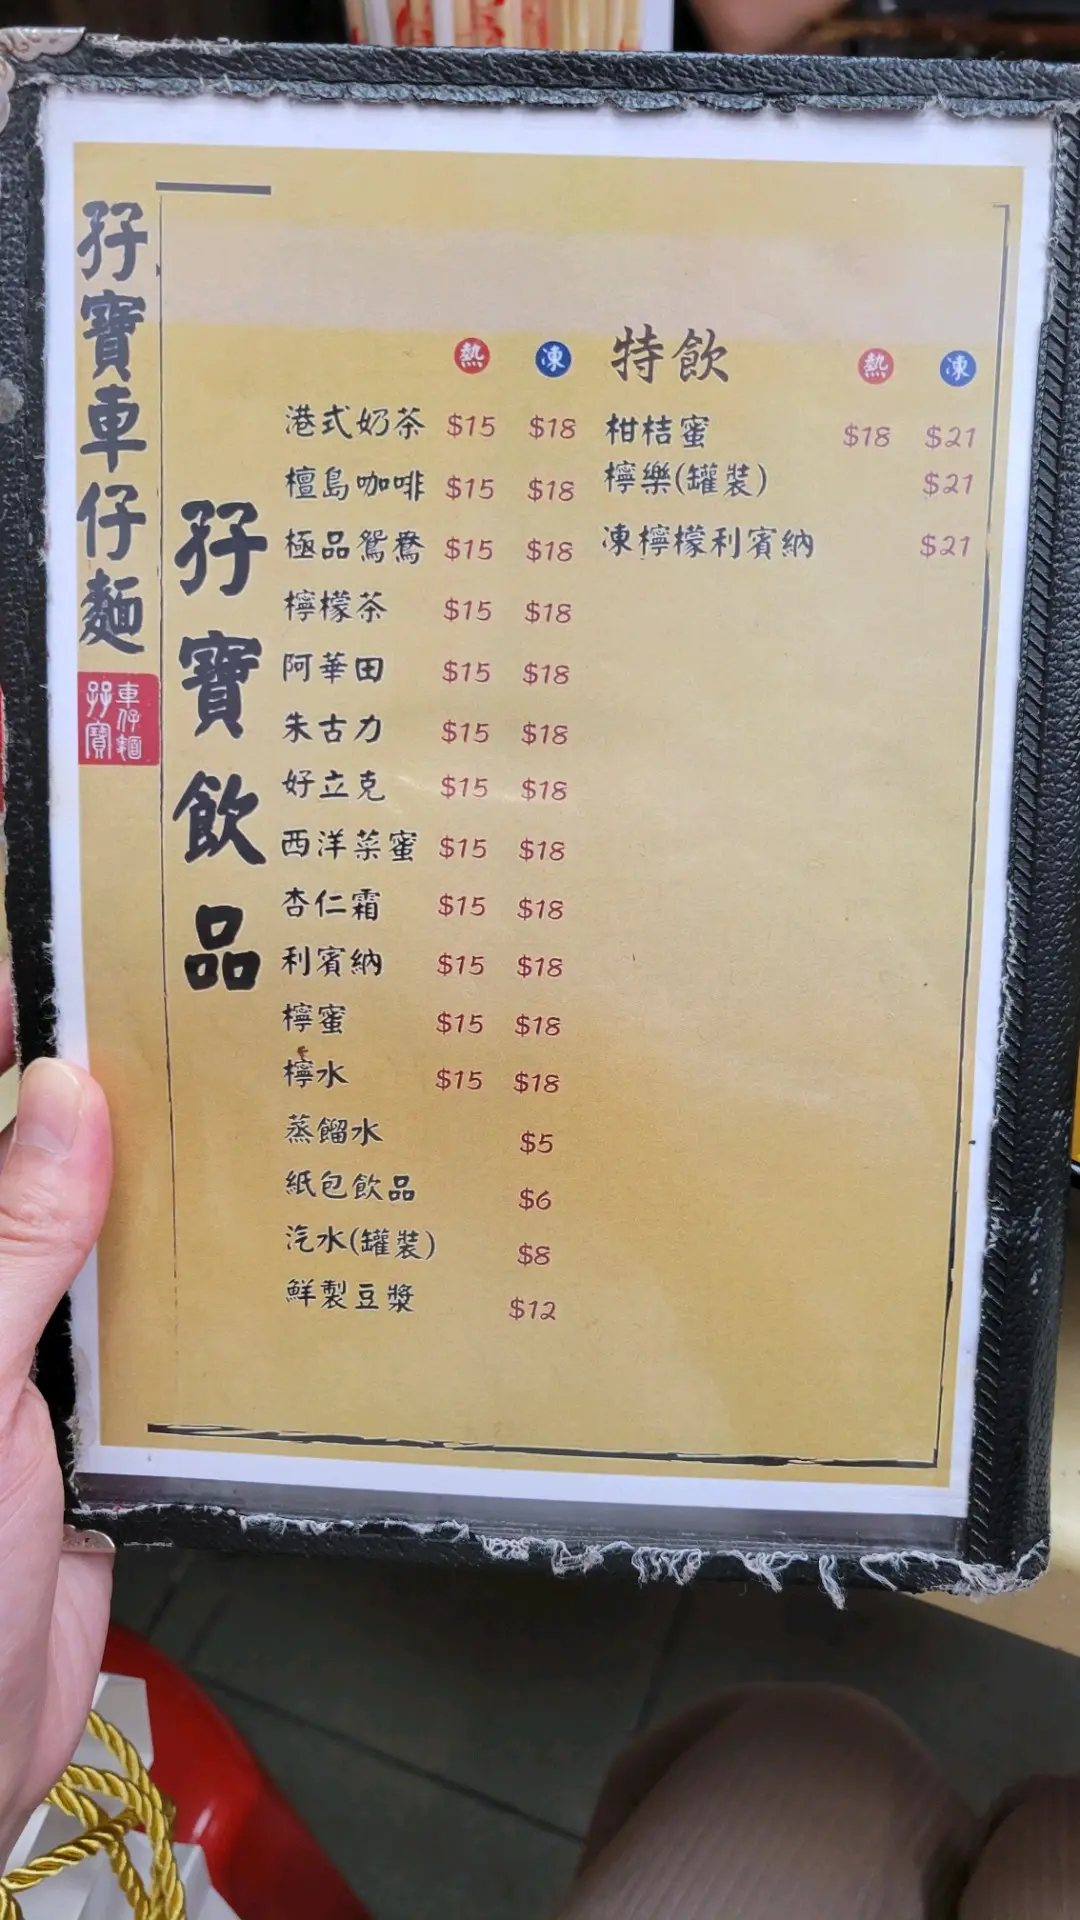 孖寶車仔麵
孖寶
車仔麵
孖寶飲品
熱 凍
港式奶茶 $15 $18
檀島咖啡 $15 $18
極品鴛鴦 $15 $18
檸檬茶 $15 $18
阿華田 $15 $18
朱古力 $15 $18
好立克 $15 $18
西洋菜蜜 $15 $18
杏仁霜 $15 $18
利賓納 $15 $18
檸蜜 $15 $18
檸水 $15 $18
蒸餾水 $5
紙包飲品 $6
汽水(罐裝) $8
鮮製豆漿 $12
特飲 熱 凍
柑桔蜜 $18 $21
檸樂(罐裝) $21
凍檸檬利賓納 $21